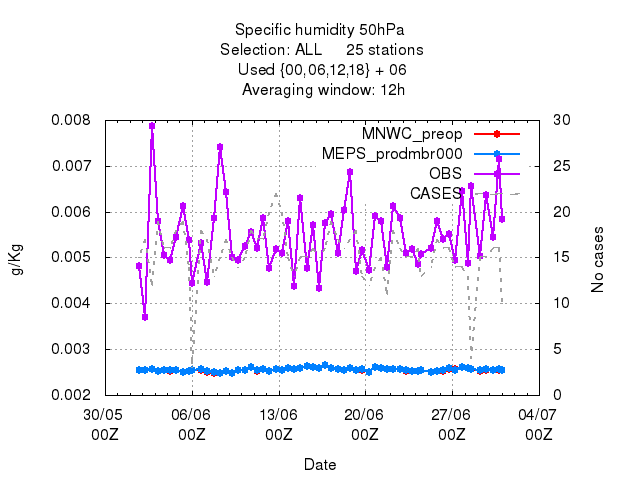 Specific humidity 50hPa
Selection: ALL 25 stations
Used {00,06,12,18} + 06
Averaging window: 12h
0.008
0.007
0.006
0.005
0.004
0.003
0.002
g/Kg
30
25
20
15
10
5
0
No cases
MNWC_preop
MEPS_prodmbr000
OBS
CASES
30/05 06/06 13/06 20/06 27/06 04/07
00Z 00Z 00Z 00Z 00Z 00Z
Date